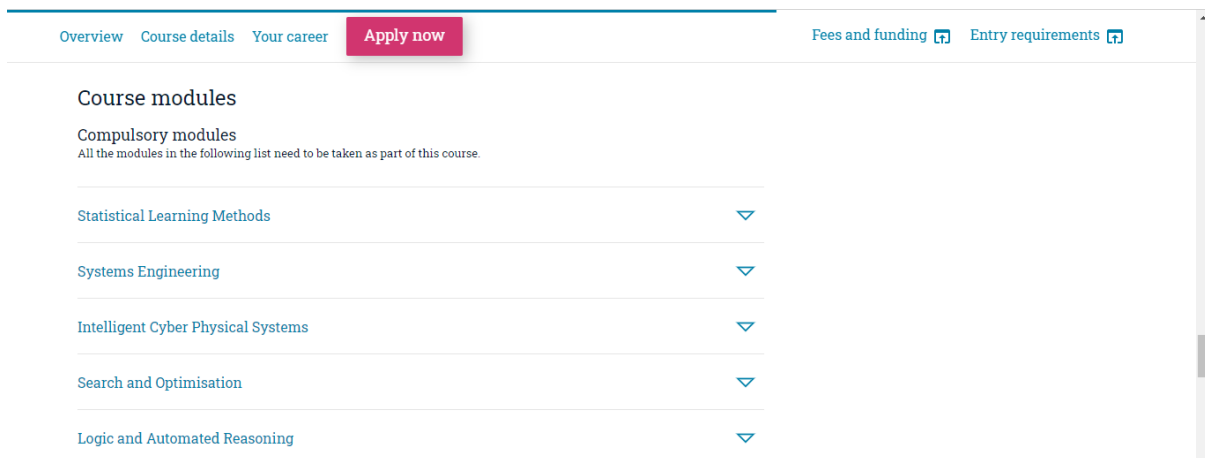 Overview Course details Your career Apply now Fees and funding Entry requirements
Course modules
Compulsory modules
All the modules in the following list need to be taken as part of this course.
Statistical Learning Methods
Systems Engineering
Intelligent Cyber Physical Systems
Search and Optimisation
Logic and Automated Reasoning